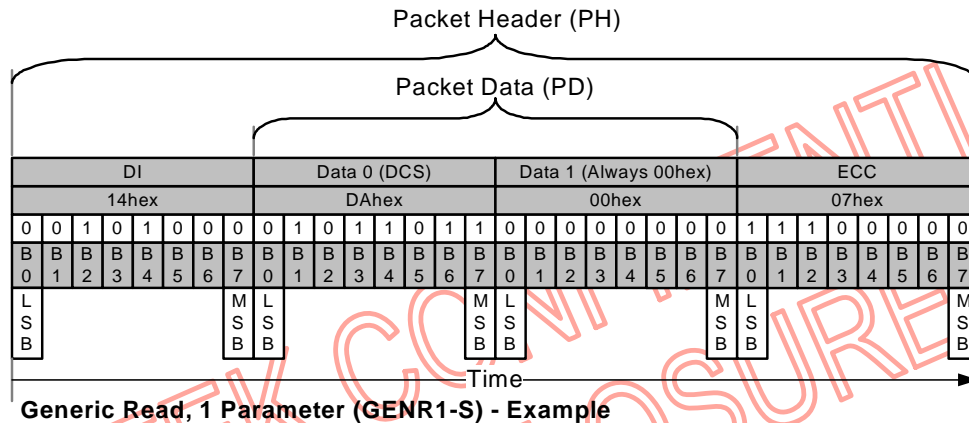 Packet Header (PH)
Packet Data (PD)
DI Data 0 (DCS) Data 1 (Always 00hex) ECC
14hex DAhex 00hex 07hex
0 0 1 0 1 0 0 0 0 1 0 1 1 0 1 1 0 0 0 0 0 0 0 0 1 1 1 0 0 0 0 0
B0 B1 B2 B3 B4 B5 B6 B7 B0 B1 B2 B3 B4 B5 B6 B7 B0 B1 B2 B3 B4 B5 B6 B7 B0 B1 B2 B3 B4 B5 B6 B7
LSB MSB LSB MSB LSB MSB LSB MSB
Time
Generic Read, 1 Parameter (GENR1-S) - Example